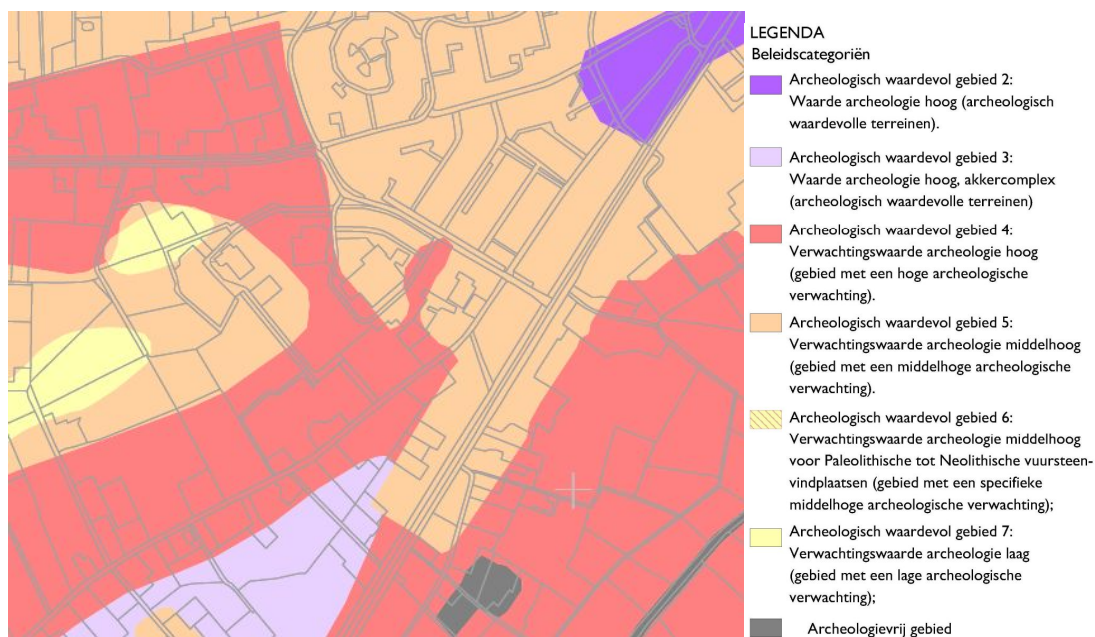 LEGENDA
Beleidscategoriën
Archeologisch waardevol gebied 2:
Waarde archeologie hoog (archeologisch
waardevolle terreinen).
Archeologisch waardevol gebied 3:
Waarde archeologie hoog, akkercomplex
(archeologisch waardevolle terreinen)
Archeologisch waardevol gebied 4:
Verwachtingswaarde archeologie hoog
(gebied met een hoge archeologische
verwachting).
Archeologisch waardevol gebied 5:
Verwachtingswaarde archeologie middelhoog
(gebied met een middelhoge archeologische
verwachting).
Archeologisch waardevol gebied 6:
Verwachtingswaarde archeologie middelhoog
voor Paleolithische tot Neolithische vuursteen-
vindplaatsen (gebied met een specifieke
middelhoge archeologische verwachting);
Archeologisch waardevol gebied 7:
Verwachtingswaarde archeologie laag
(gebied met een lage archeologische
verwachting);
Archeologievrij gebied